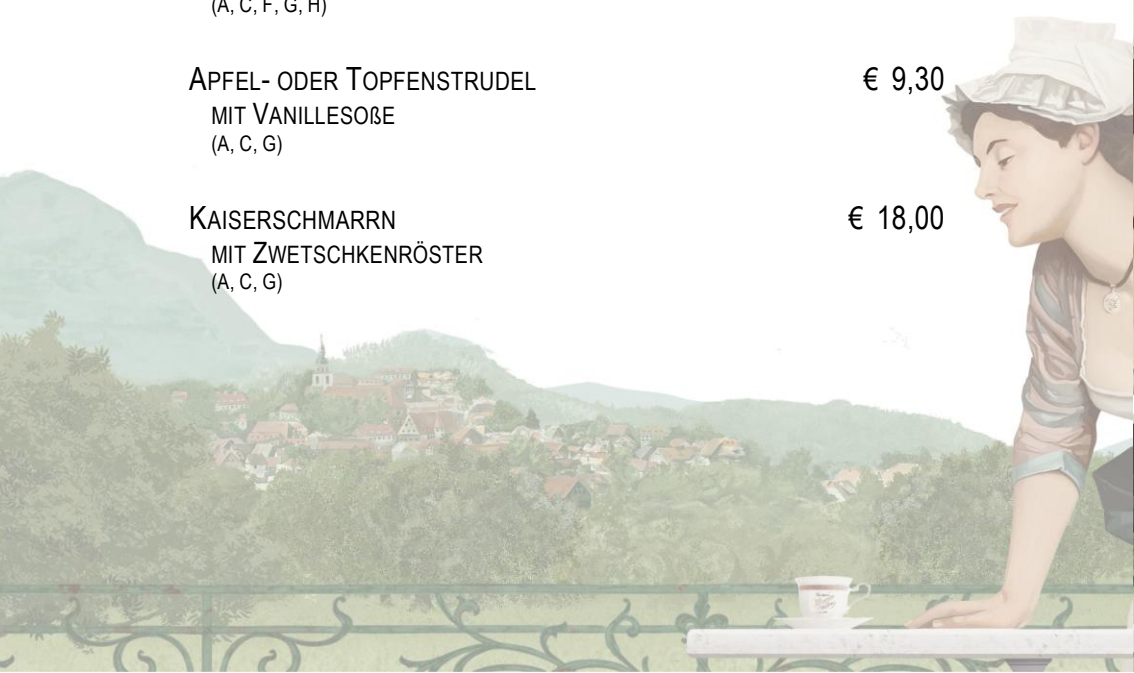 (A, C, F, G, H)
APFEL- ODER TOPFENSTRUDEL € 9,30
MIT VANILLESOßE
(A, C, G)
KAISERSCHMARRN € 18,00
MIT ZWETSCHKENRÖSTER
(A, C, G)